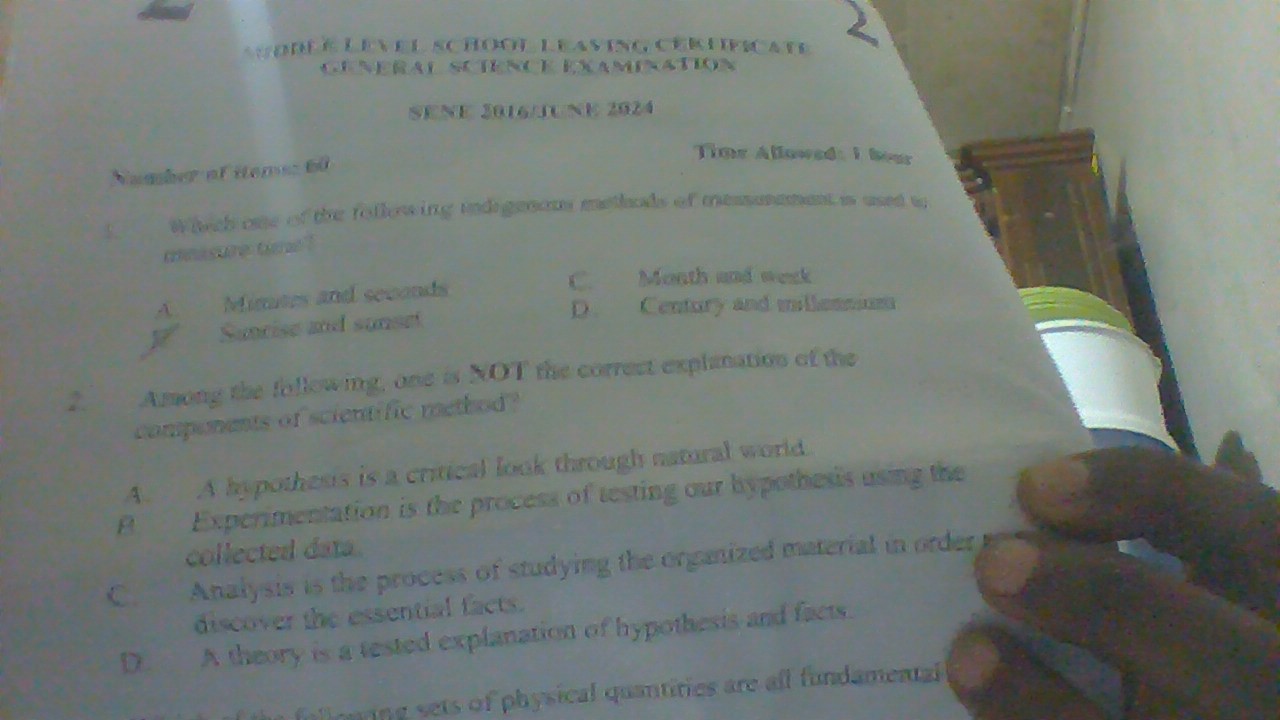 2
MIDDLE LEVEL SCHOOL LEAVING CERTIFICATE
GENERAL SCIENCE EXAMINATION
SENE 2016/JUNE 2024
Number of items: 60
Time Allowed: 1 hour
1. Which one of the following indigenous methods of measurement is used to
measure time?
A. Minutes and seconds
C. Month and week
Sunrise and sunset
D. Century and millennium
2. Among the following, one is NOT the correct explanation of the
components of scientific method?
A. A hypothesis is a critical look through natural world.
B. Experimentation is the process of testing our hypothesis using the
collected data.
C. Analysis is the process of studying the organized material in order
discover the essential facts.
D. A theory is a tested explanation of hypothesis and facts.
of the following sets of physical quantities are all fundamental